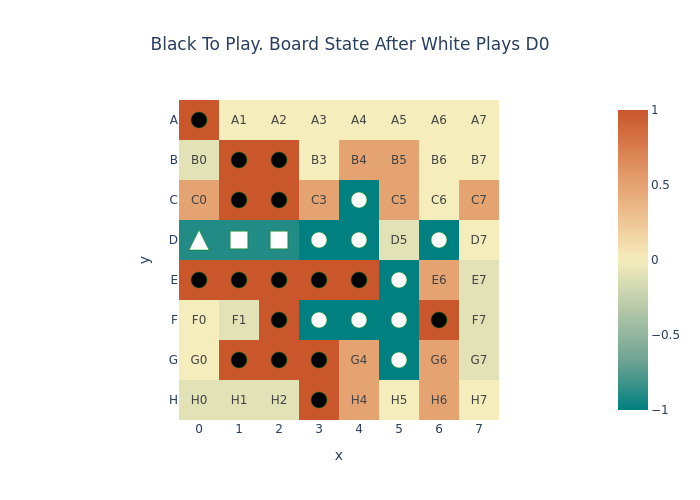 Black To Play. Board State After White Plays D0
A A1 A2 A3 A4 A5 A6 A7 1
B B0 B3 B4 B5 B6 B7
C C0 C3 C5 C6 C7 0.5
D D5 D7
y 0
E E6 E7
F F0 F1 F7 −0.5
G G0 G4 G6 G7
H H0 H1 H2 H4 H5 H6 H7 −1
0 1 2 3 4 5 6 7
x